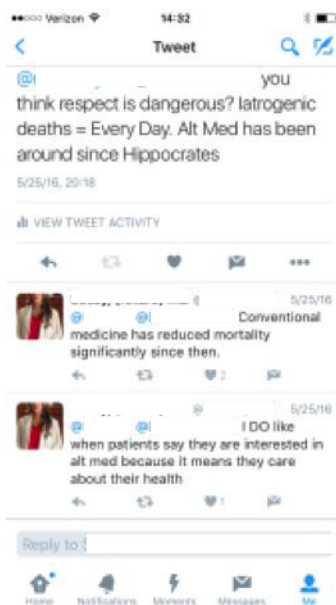 Verizon 14:32
Tweet
@ you
think respect is dangerous? Iatrogenic
deaths = Every Day. Alt Med has been
around since Hippocrates
5/25/16, 20:18
VIEW TWEET ACTIVITY
@ 5/25/16
@ @ Conventional
medicine has reduced mortality
significantly since then.
2
@ 5/25/16
@ @ I DO like
when patients say they are interested in
alt med because it means they care
about their health
1
Reply to
Home Notifications Moments Messages Me